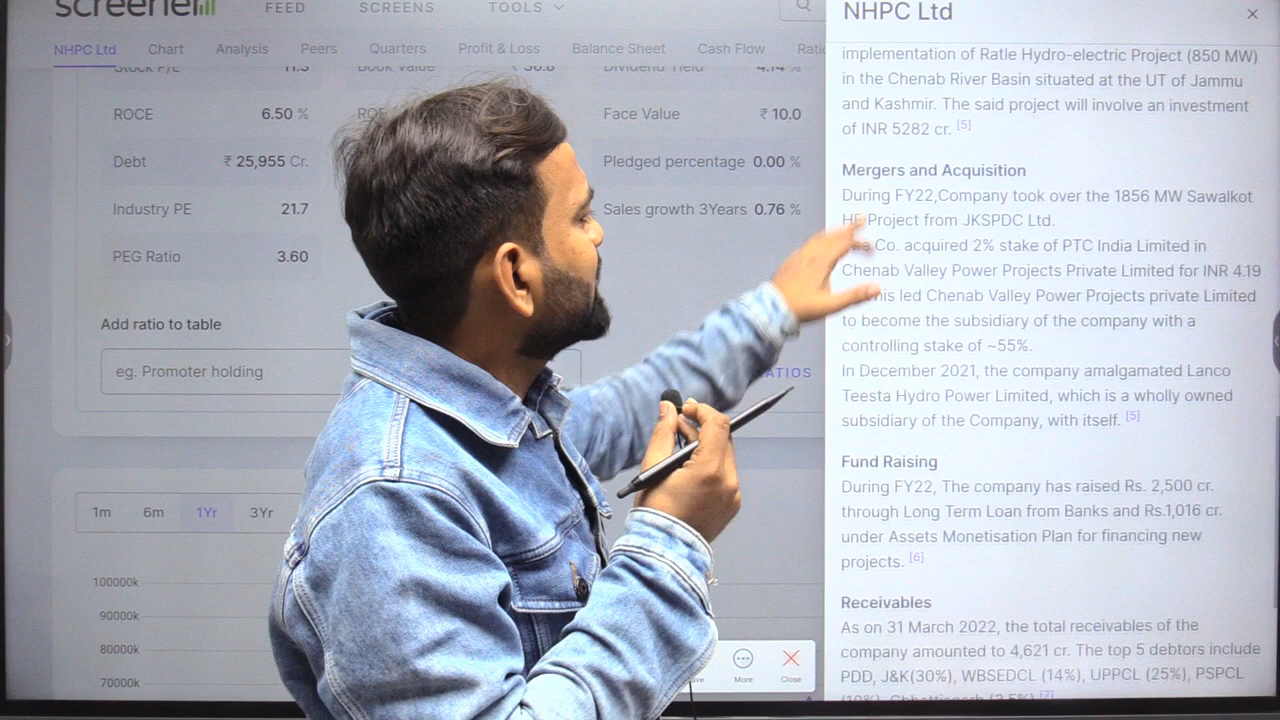 screener
FEED
SCREENS
TOOLS
NHPC Ltd
Chart
Analysis
Peers
Quarters
Profit & Loss
Balance Sheet
Cash Flow
Stock P/E
11.3
Book Value
₹ 30.8
Dividend Yield
4.14 %
ROCE
6.50 %
Face Value
₹ 10.0
Debt
₹ 25,955 Cr.
Pledged percentage
0.00 %
Industry PE
21.7
Sales growth 3Years
0.76 %
PEG Ratio
3.60
Add ratio to table
eg. Promoter holding
1m
6m
1Yr
3Yr
100000k
90000k
80000k
70000k
More
Close
NHPC Ltd
implementation of Ratle Hydro-electric Project (850 MW)
in the Chenab River Basin situated at the UT of Jammu
and Kashmir. The said project will involve an investment
of INR 5282 cr. [5]
Mergers and Acquisition
During FY22,Company took over the 1856 MW Sawalkot
HE Project from JKSPDC Ltd.
Co. acquired 2% stake of PTC India Limited in
Chenab Valley Power Projects Private Limited for INR 4.19
led Chenab Valley Power Projects private Limited
to become the subsidiary of the company with a
controlling stake of ~55%.
In December 2021, the company amalgamated Lanco
Teesta Hydro Power Limited, which is a wholly owned
subsidiary of the Company, with itself. [5]
Fund Raising
During FY22, The company has raised Rs. 2,500 cr.
through Long Term Loan from Banks and Rs.1,016 cr.
under Assets Monetisation Plan for financing new
projects. [6]
Receivables
As on 31 March 2022, the total receivables of the
company amounted to 4,621 cr. The top 5 debtors include
PDD, J&K(30%), WBSEDCL (14%), UPPCL (25%), PSPCL